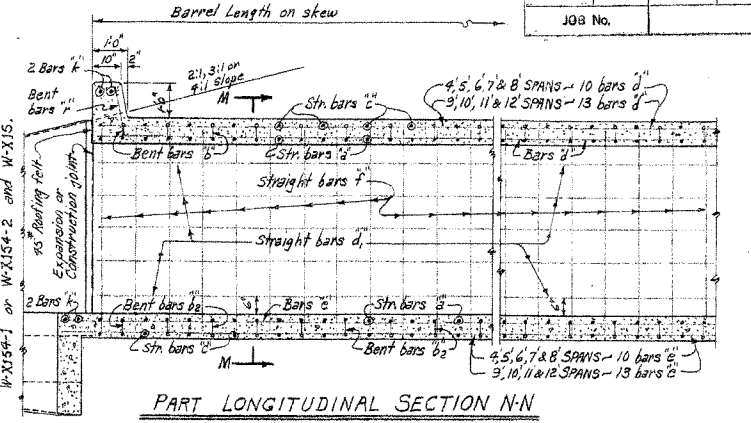 Barrel Length on skew
JOB No.
1'-0"
10" 2"
2 Bars "k"
2:1, 3:1 or
4:1 slope
Bent
bars "r"
1'-6"
M
Str. bars "c"
4', 5', 6', 7' & 8' SPANS - 10 bars "d"
9', 10', 11' & 12' SPANS - 13 bars "d"
Bent bars "b"
Str. bars "a"
Bars "d"
W-X154-1 or W-X154-2 and W-X15.
15# Roofing felt
Expansion or
Construction joint
Straight bars "f"
Straight bars d,
2 Bars "k"
Bent bars b2
Bars "e"
Str. bars "a"
Str. bars "c"
Bent bars "b2"
M
4', 5', 6', 7' & 8' SPANS - 10 bars "e"
9', 10', 11' & 12' SPANS - 13 bars "e"
PART LONGITUDINAL SECTION N-N